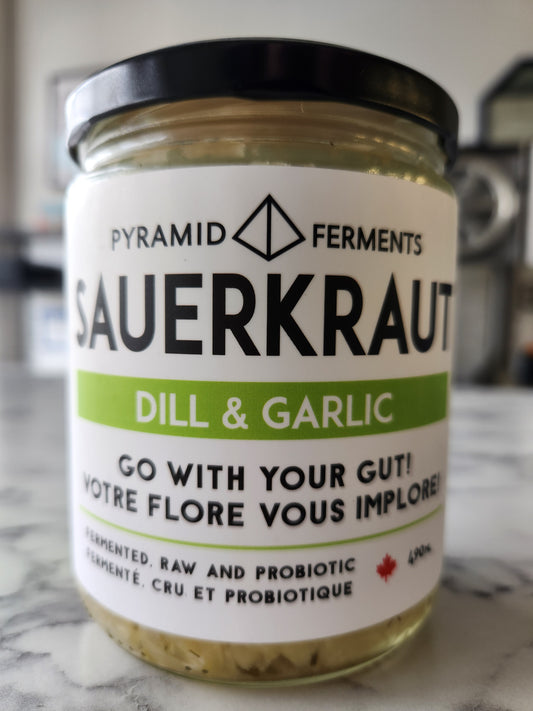 PYRAMID FERMENTS
SAUERKRAUT
DILL & GARLIC
GO WITH YOUR GUT!
VOTRE FLORE VOUS IMPLORE!
FERMENTED, RAW AND PROBIOTIC
FERMENTÉ, CRU ET PROBIOTIQUE
490mL